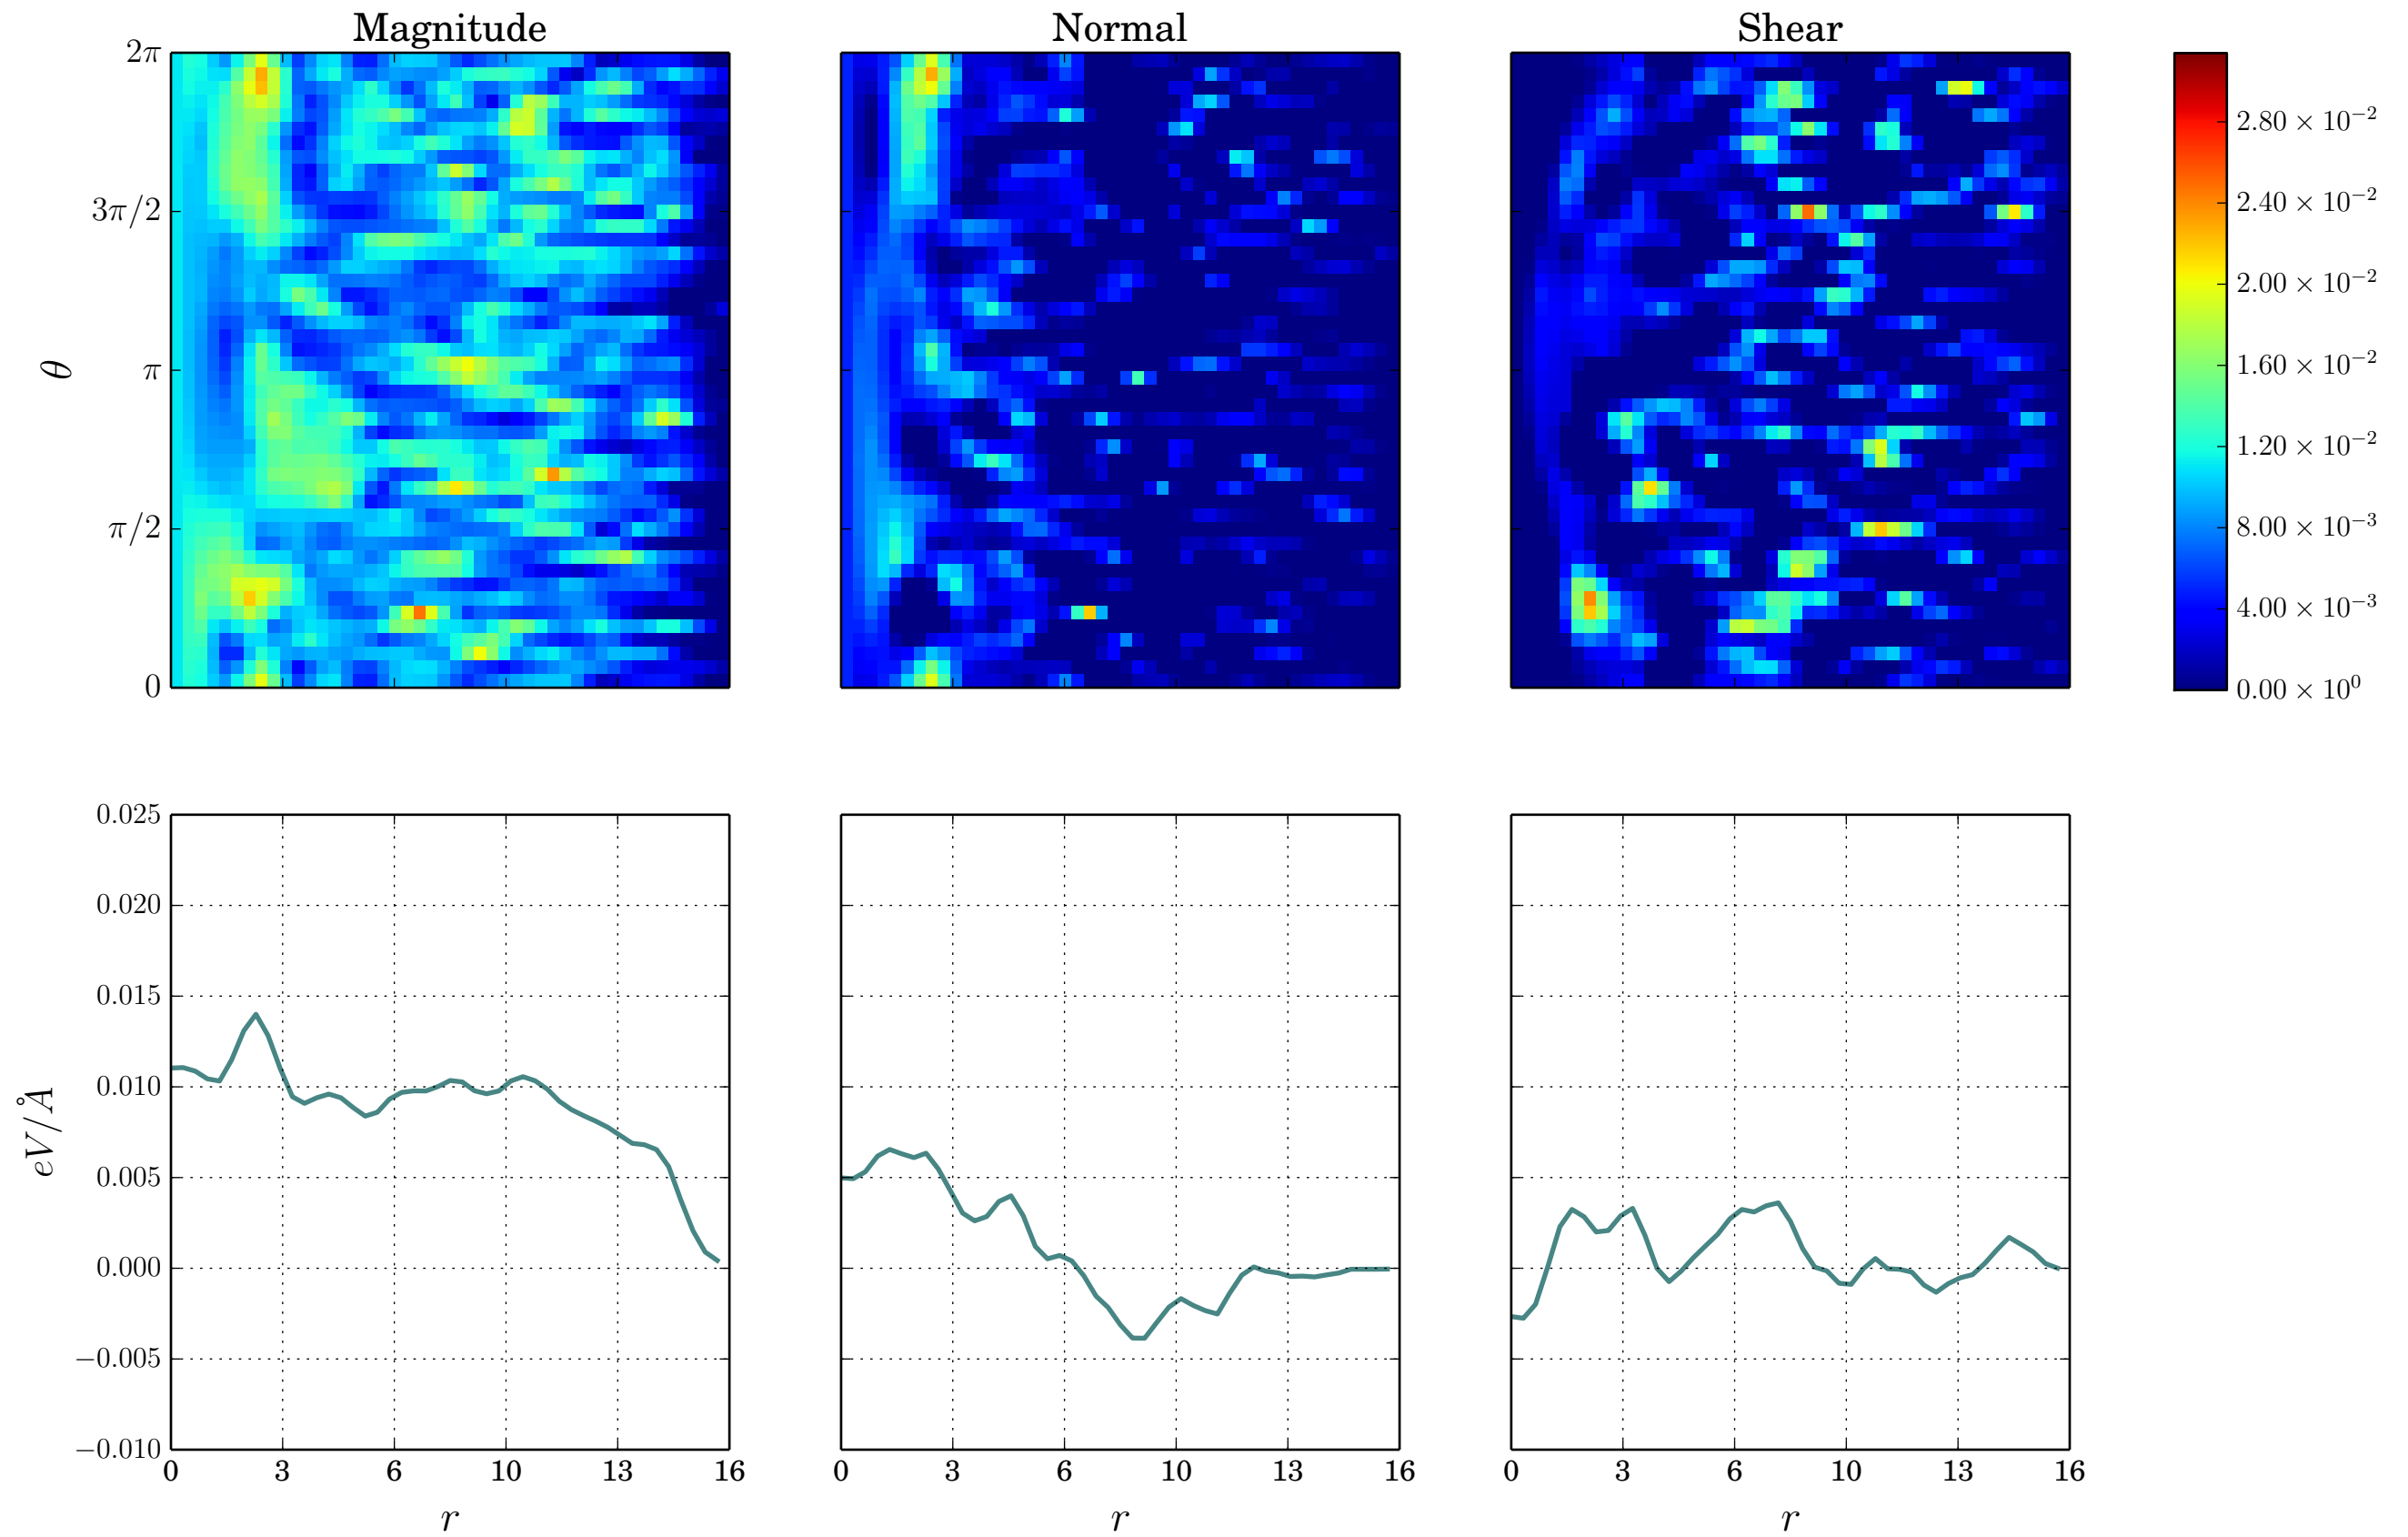 Magnitude Normal Shear
2π
3π/2
π
π/2
0
θ
2.80 × 10⁻²
2.40 × 10⁻²
2.00 × 10⁻²
1.60 × 10⁻²
1.20 × 10⁻²
8.00 × 10⁻³
4.00 × 10⁻³
0.00 × 10⁰
0.025
0.020
0.015
0.010
0.005
0.000
−0.005
−0.010
eV/Å
0 3 6 10 13 16 0 3 6 10 13 16 0 3 6 10 13 16
r r r